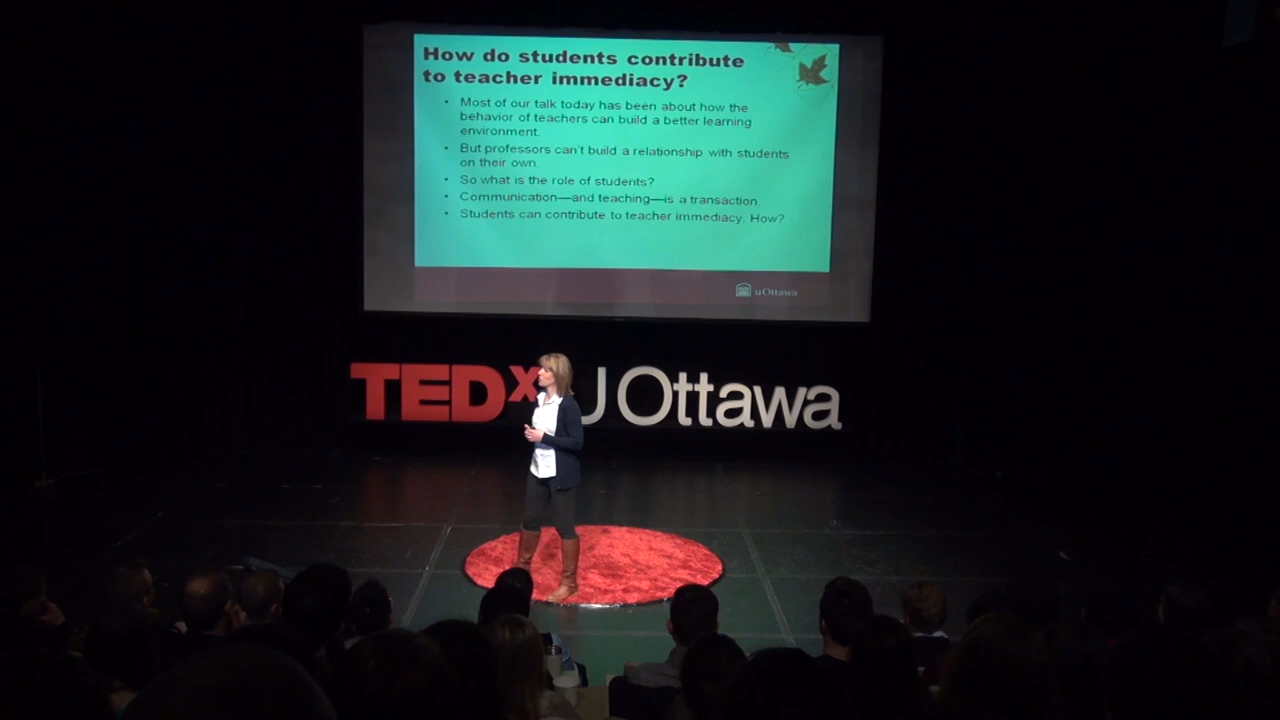 How do students contribute
to teacher immediacy?
• Most of our talk today has been about how the
behavior of teachers can build a better learning
environment.
• But professors can't build a relationship with students
on their own.
• So what is the role of students?
• Communication—and teaching—is a transaction.
• Students can contribute to teacher immediacy. How?
uOttawa
TEDx UOttawa